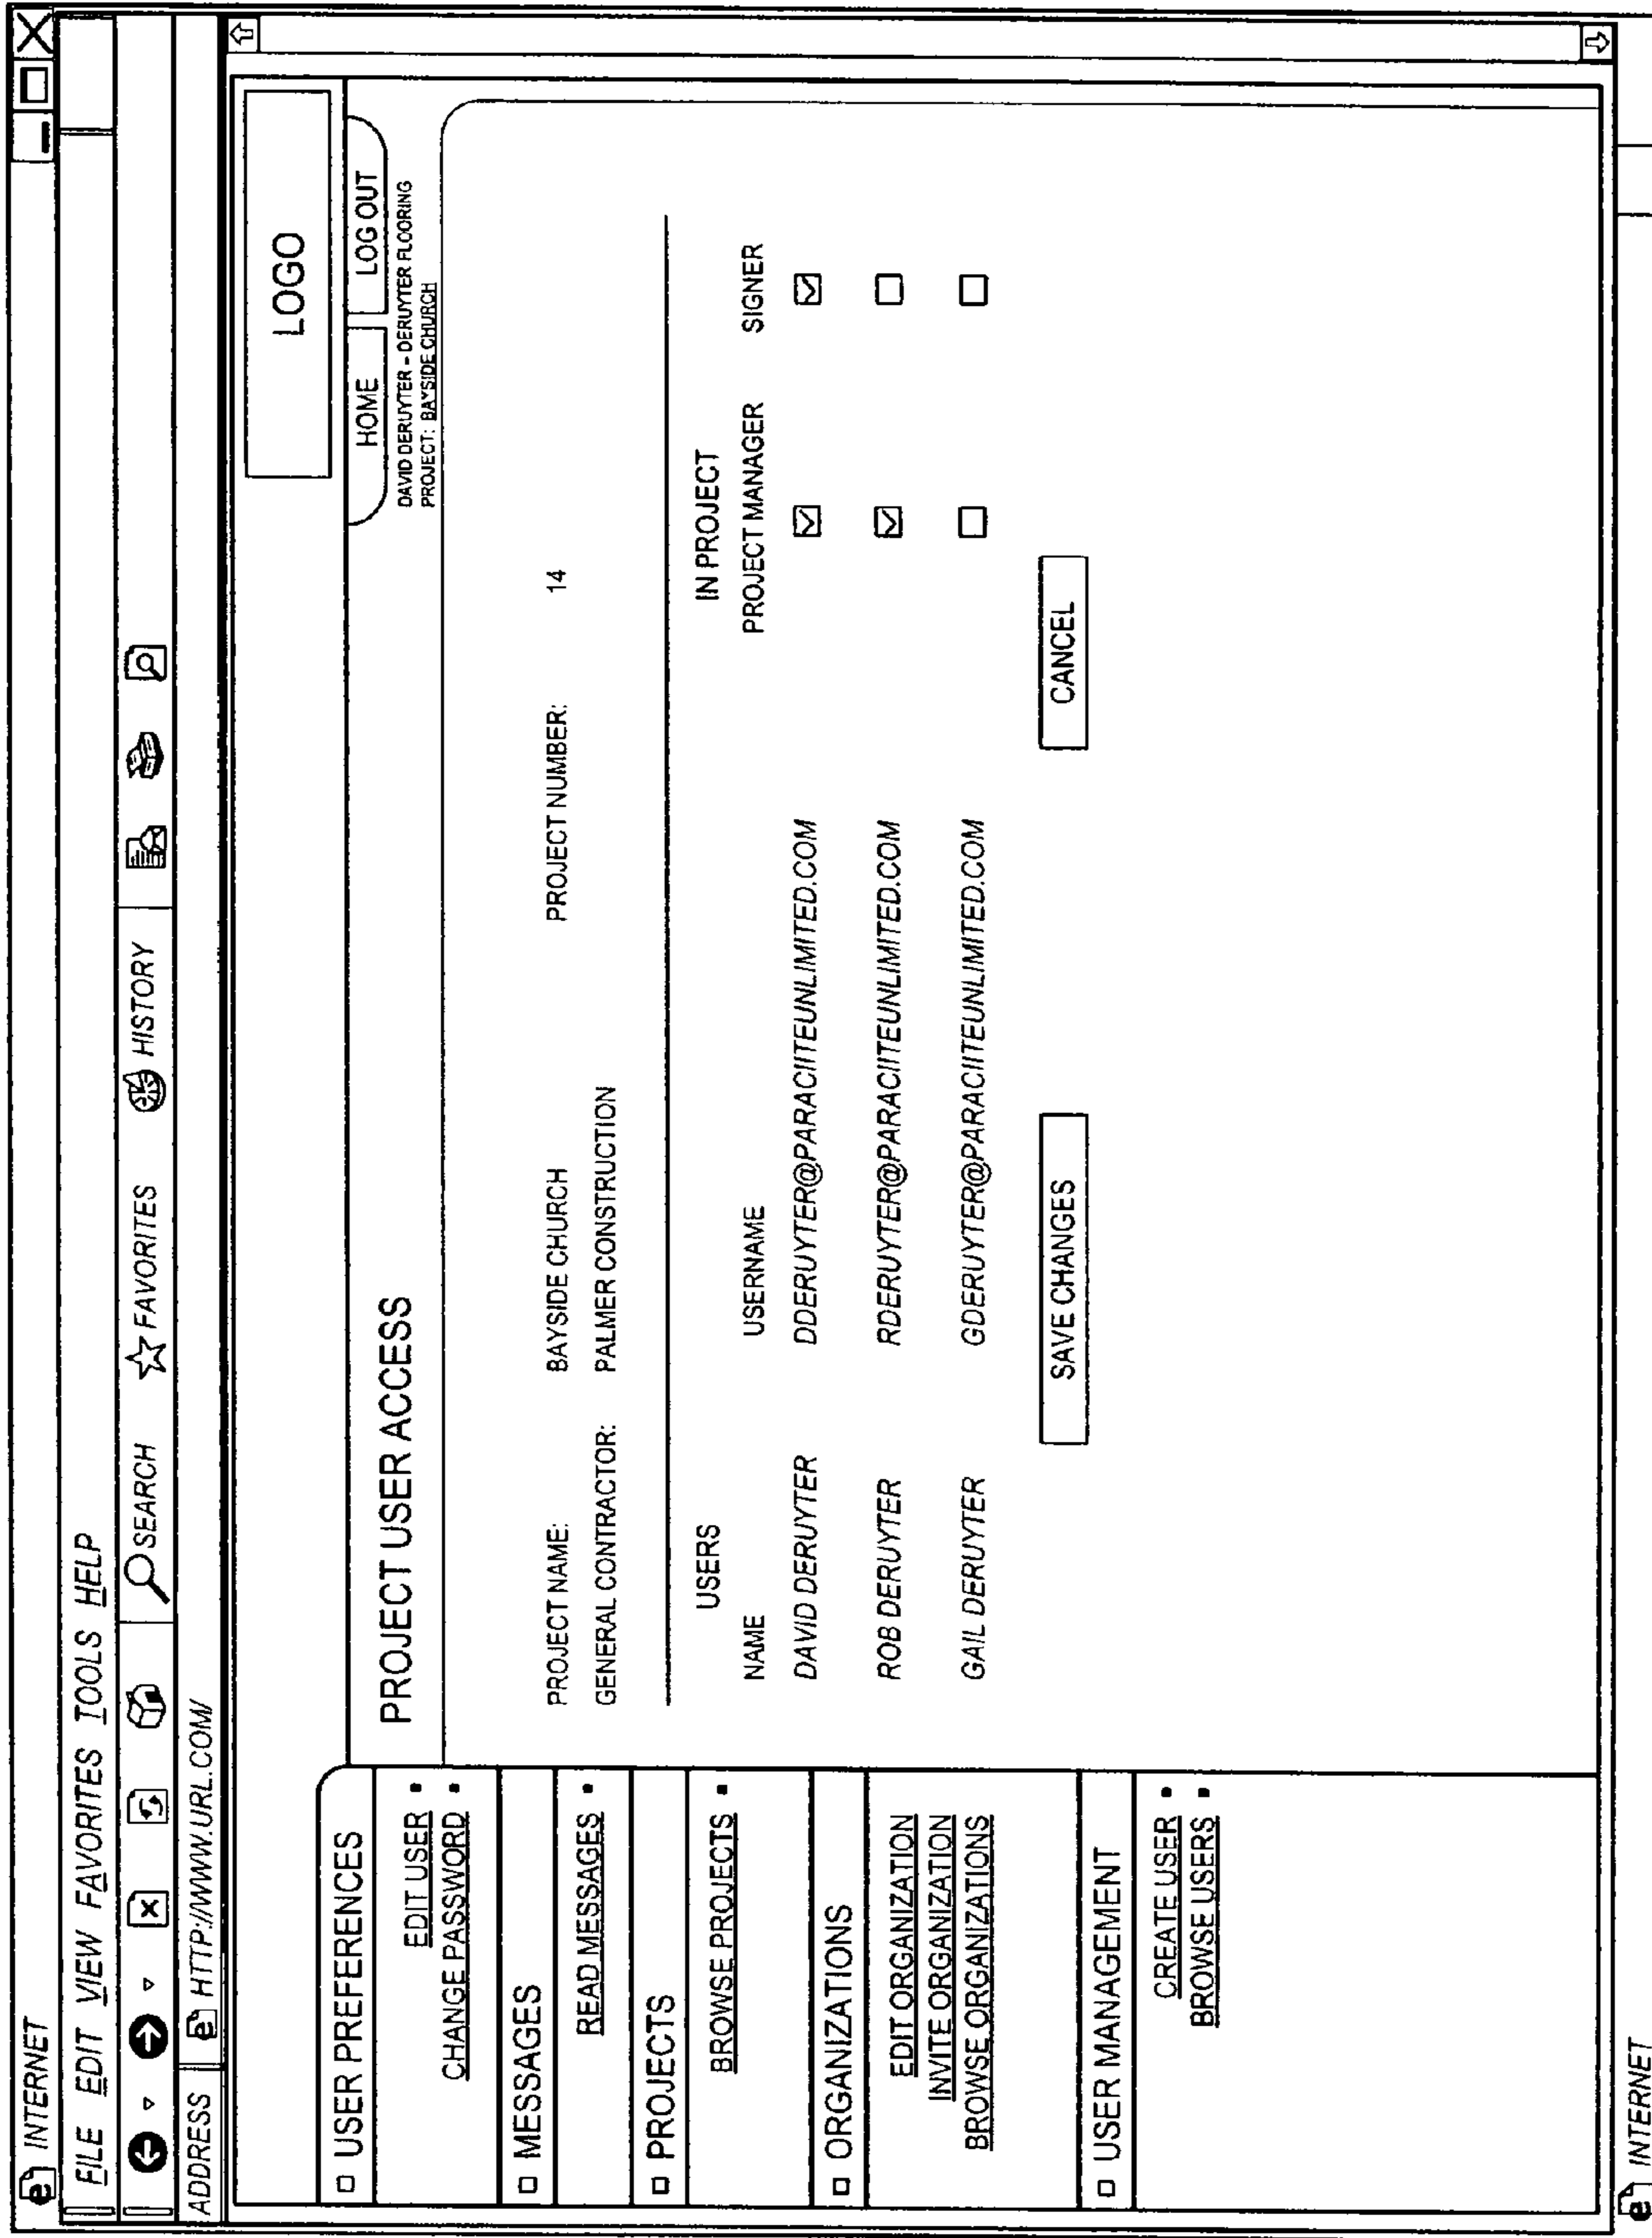 INTERNET
FILE EDIT VIEW FAVORITES TOOLS HELP
SEARCH FAVORITES HISTORY
ADDRESS HTTP://WWW.URL.COM/
LOGO
HOME LOG OUT
DAVID DERUYTER - DERUYTER FLOORING
PROJECT: BAYSIDE CHURCH
USER PREFERENCES
EDIT USER
CHANGE PASSWORD
MESSAGES
READ MESSAGES
PROJECTS
BROWSE PROJECTS
ORGANIZATIONS
EDIT ORGANIZATION
INVITE ORGANIZATION
BROWSE ORGANIZATIONS
USER MANAGEMENT
CREATE USER
BROWSE USERS
PROJECT USER ACCESS
PROJECT NAME: BAYSIDE CHURCH PROJECT NUMBER: 14
GENERAL CONTRACTOR: PALMER CONSTRUCTION
USERS IN PROJECT
NAME USERNAME PROJECT MANAGER SIGNER
DAVID DERUYTER DDERUYTER@PARACIITEUNLIMITED.COM
ROB DERUYTER RDERUYTER@PARACIITEUNLIMITED.COM
GAIL DERUYTER GDERUYTER@PARACIITEUNLIMITED.COM
SAVE CHANGES CANCEL
INTERNET